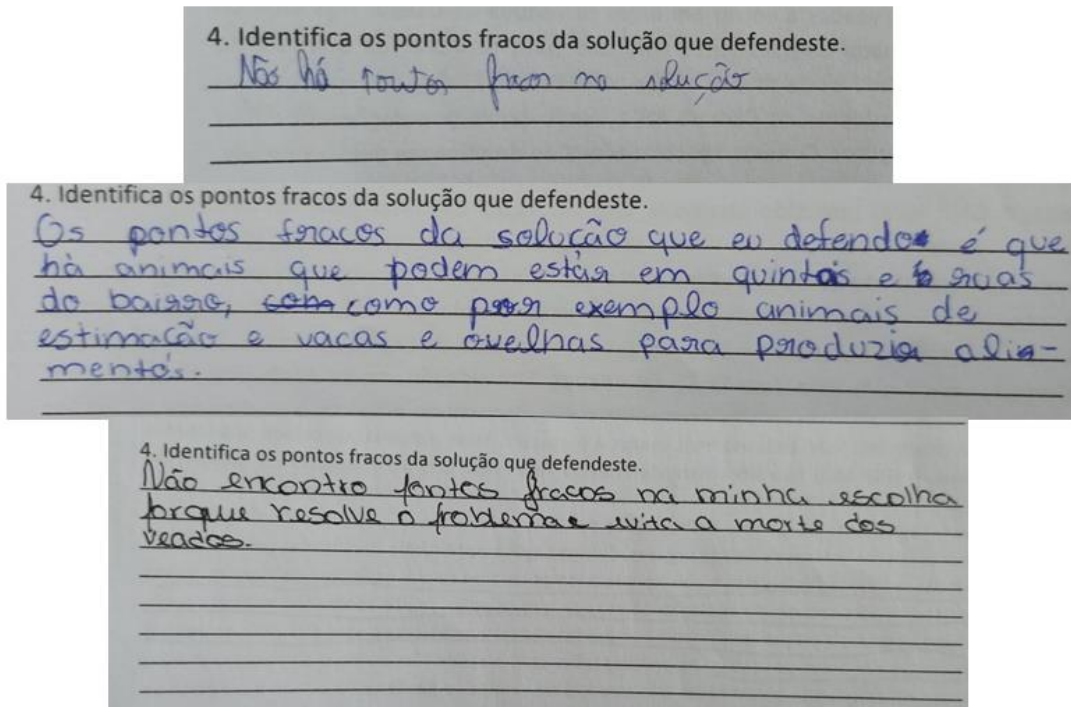 4. Identifica os pontos fracos da solução que defendeste.
Não há pontos fracos na solução
4. Identifica os pontos fracos da solução que defendeste.
Os pontos fracos da solução que eu defendo é que
há animais que podem estar em quintais e ruas
do bairro, com como por exemplo animais de
estimação e vacas e ovelhas para produzir ali-
mentos.
4. Identifica os pontos fracos da solução que defendeste.
Não encontro pontos fracos na minha escolha
porque resolve o problema e evita a morte dos
veados.